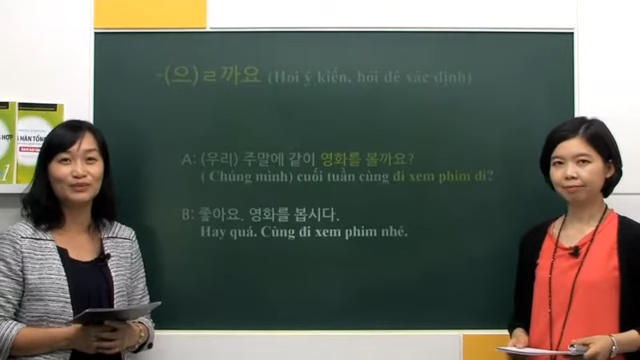 -(으)ㄹ까요 (Hỏi ý kiến, hỏi để xác định)
A: (우리) 주말에 같이 영화를 볼까요?
( Chúng mình) cuối tuần cùng đi xem phim đi?
B: 좋아요. 영화를 봅시다.
Hay quá. Cùng đi xem phim nhé.